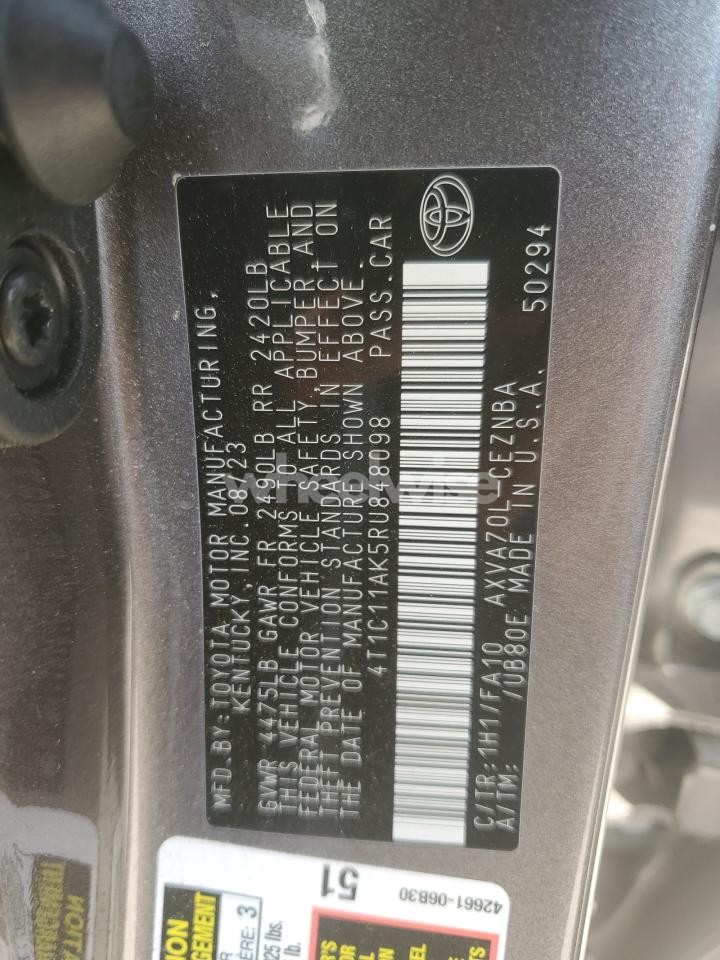 MFD.BY:TOYOTA MOTOR MANUFACTURING,
KENTUCKY, INC. 08/23
GVWR 4475LB GAWR FR 2490LB RR 2420LB
THIS VEHICLE CONFORMS TO ALL APPLICABLE
FEDERAL MOTOR VEHICLE SAFETY, BUMPER, AND
THEFT PREVENTION STANDARDS IN EFFECT ON
THE DATE OF MANUFACTURE SHOWN ABOVE.
4T1C11AK5RU848098 PASS.CAR
C/TR: 1H1/FA10 AXVA70L-CEZNBA
A/TM: /UB80E MADE IN U.S.A. 50294
wheelwise
51
42661-06B30